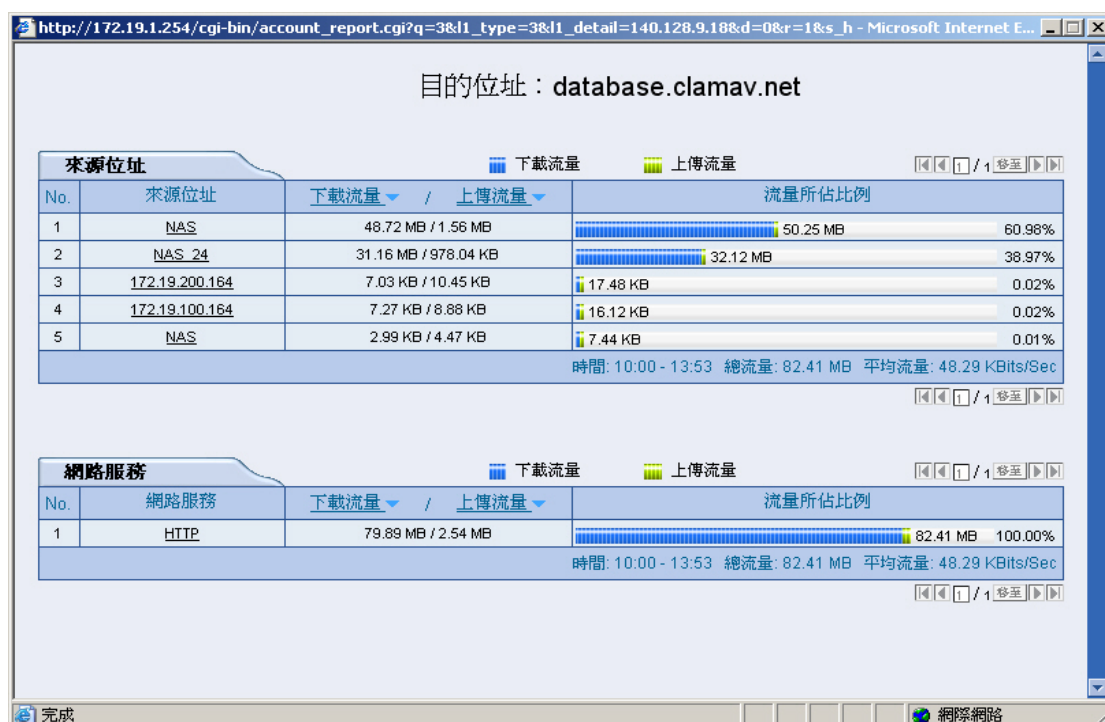 http://172.19.1.254/cgi-bin/account_report.cgi?q=3&l1_type=3&l1_detail=140.128.9.18&d=0&r=1&s_h - Microsoft Internet E...
目的位址：database.clamav.net
來源位址 下載流量 上傳流量 1 / 1 移至
No. 來源位址 下載流量 / 上傳流量 流量所佔比例
1 NAS 48.72 MB / 1.56 MB 50.25 MB 60.98%
2 NAS_24 31.16 MB / 978.04 KB 32.12 MB 38.97%
3 172.19.200.164 7.03 KB / 10.45 KB 17.48 KB 0.02%
4 172.19.100.164 7.27 KB / 8.88 KB 16.12 KB 0.02%
5 NAS 2.99 KB / 4.47 KB 7.44 KB 0.01%
時間: 10:00 - 13:53 總流量: 82.41 MB 平均流量: 48.29 KBits/Sec
1 / 1 移至
網路服務 下載流量 上傳流量 1 / 1 移至
No. 網路服務 下載流量 / 上傳流量 流量所佔比例
1 HTTP 79.89 MB / 2.54 MB 82.41 MB 100.00%
時間: 10:00 - 13:53 總流量: 82.41 MB 平均流量: 48.29 KBits/Sec
1 / 1 移至
完成 網際網路